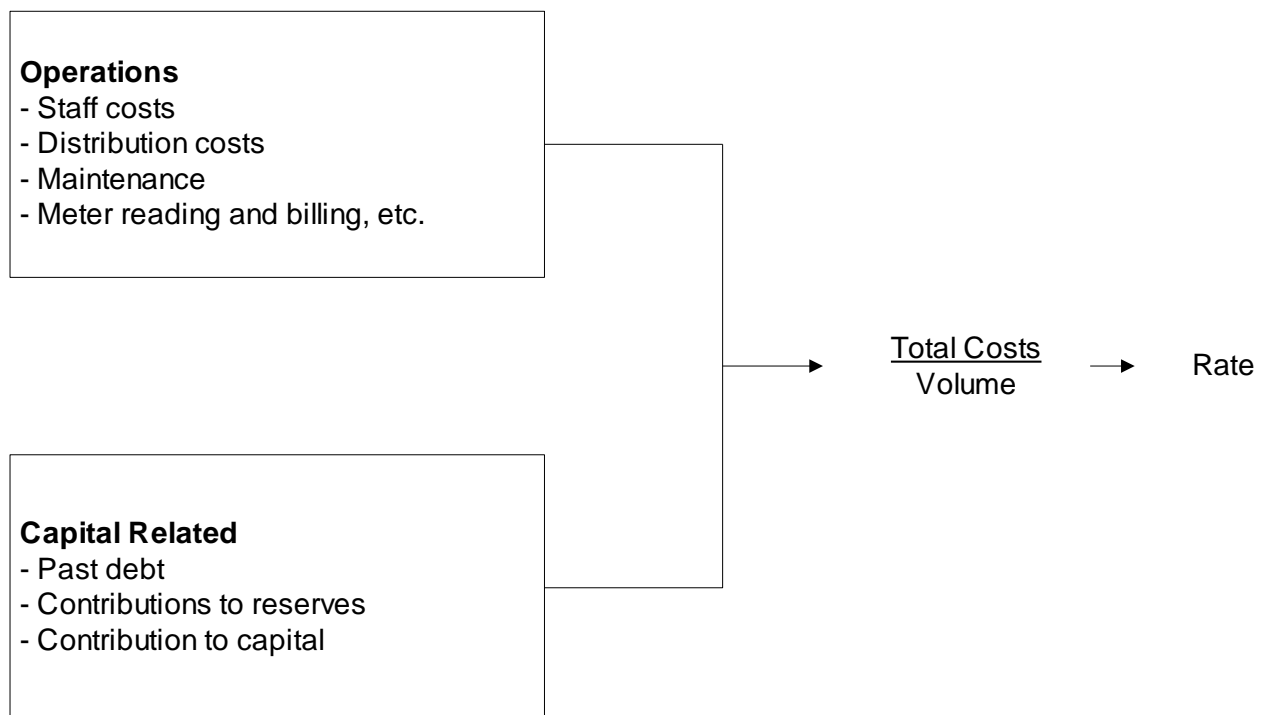 Operations
- Staff costs
- Distribution costs
- Maintenance
- Meter reading and billing, etc.
Total Costs
Volume
Rate
Capital Related
- Past debt
- Contributions to reserves
- Contribution to capital